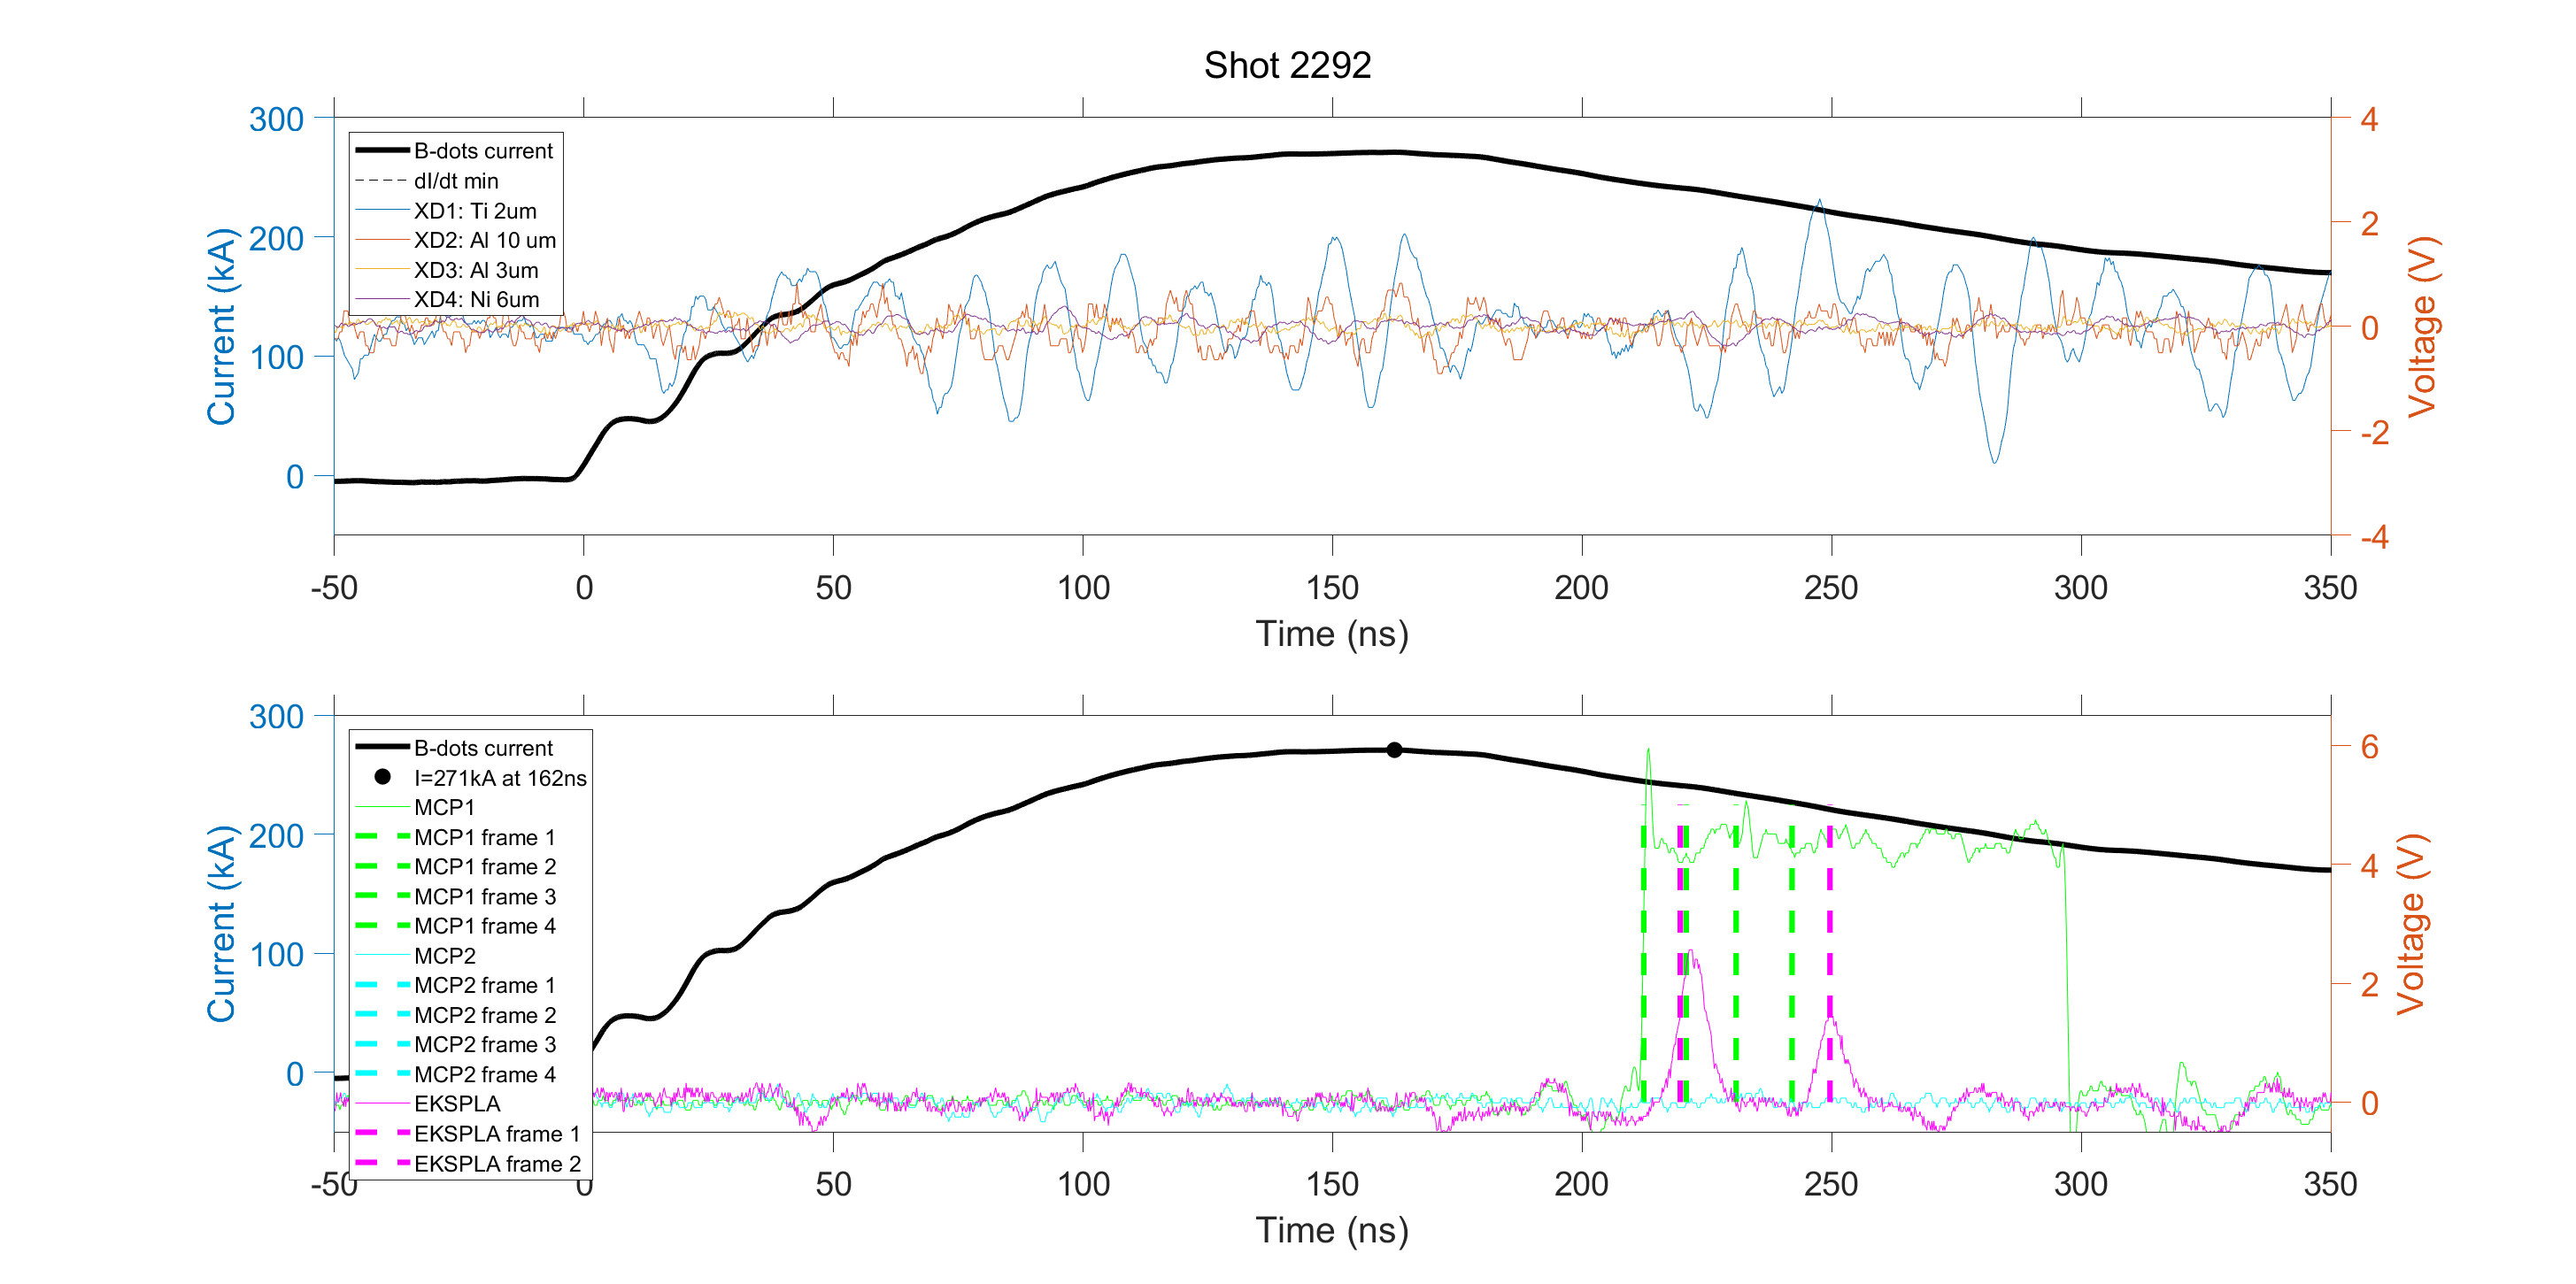 Shot 2292
300
200
100
0
Current (kA)
B-dots current
dI/dt min
XD1: Ti 2um
XD2: Al 10 um
XD3: Al 3um
XD4: Ni 6um
4
2
0
-2
-4
Voltage (V)
-50 0 50 100 150 200 250 300 350
Time (ns)
300
200
100
0
Current (kA)
B-dots current
I=271kA at 162ns
MCP1
MCP1 frame 1
MCP1 frame 2
MCP1 frame 3
MCP1 frame 4
MCP2
MCP2 frame 1
MCP2 frame 2
MCP2 frame 3
MCP2 frame 4
EKSPLA
EKSPLA frame 1
EKSPLA frame 2
6
4
2
0
Voltage (V)
-50 0 50 100 150 200 250 300 350
Time (ns)